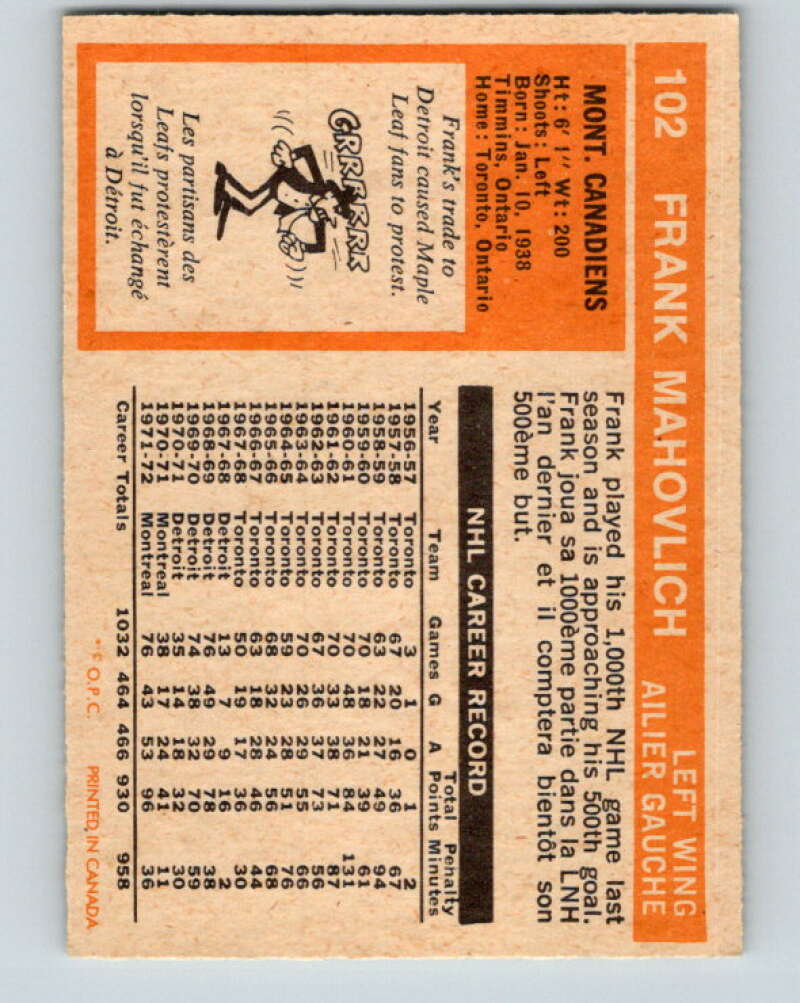 102 FRANK MAHOVLICH LEFT WING
AILIER GAUCHE
MONT. CANADIENS
Ht: 6' 1" Wt: 200
Shoots: Left
Born: Jan. 10, 1938
Timmins, Ontario
Home: Toronto, Ontario
Frank's trade to
Detroit caused Maple
Leaf fans to protest.
GRRRRRR
Les partisans des
Leafs protestèrent
lorsqu'il fut échangé
à Détroit.
Frank played his 1,000th NHL game last
season and is approaching his 500th goal.
Frank joua sa 1000ème partie dans la LNH
l'an dernier et il comptera bientôt son
500ème but.
NHL CAREER RECORD
Year Team Games G A Total Points Penalty Minutes
1956-57 Toronto 3 1 0 1 2
1957-58 Toronto 67 20 16 36 67
1958-59 Toronto 63 22 27 49 94
1959-60 Toronto 70 18 21 39 61
1960-61 Toronto 70 48 36 84 131
1961-62 Toronto 70 33 38 71 87
1962-63 Toronto 67 36 37 73 56
1963-64 Toronto 70 26 29 55 66
1964-65 Toronto 59 23 28 51 76
1965-66 Toronto 68 32 24 56 68
1966-67 Toronto 63 18 28 46 44
1967-68 Toronto 50 19 17 36 30
1967-68 Detroit 13 7 9 16 2
1968-69 Detroit 76 49 29 78 38
1969-70 Detroit 74 38 32 70 59
1970-71 Detroit 35 14 18 32 30
1970-71 Montreal 38 17 24 41 11
1971-72 Montreal 76 43 53 96 36
Career Totals 1032 464 466 930 958
O.P.C. PRINTED IN CANADA